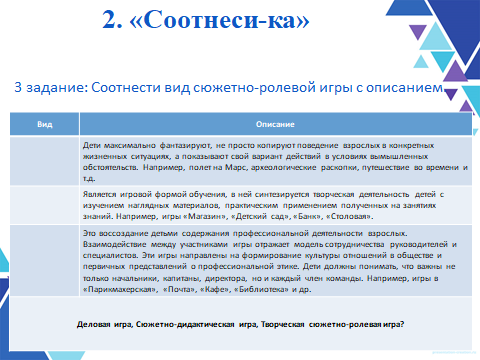 2. «Соотнеси-ка»
3 задание: Соотнести вид сюжетно-ролевой игры с описанием
Вид
Описание
Дети максимально фантазируют, не просто копируют поведение взрослых в конкретных
жизненных ситуациях, а показывают свой вариант действий в условиях вымышленных
обстоятельств. Например, полет на Марс, археологические раскопки, путешествие во времени и
т.д.
Является игровой формой обучения, в ней синтезируется творческая деятельность детей с
изучением наглядных материалов, практическим применением полученных на занятиях
знаний. Например, игры «Магазин», «Детский сад», «Банк», «Столовая».
Это воссоздание детьми содержания профессиональной деятельности взрослых.
Взаимодействие между участниками игры отражает модель сотрудничества руководителей и
специалистов. Эти игры направлены на формирование культуры отношений в обществе и
первичных представлений о профессиональной этике. Дети должны понимать, что важны не
только начальники, капитаны, директора, но и каждый член команды. Например, игры в
«Парикмахерская», «Почта», «Кафе», «Библиотека» и др.
Деловая игра, Сюжетно-дидактическая игра, Творческая сюжетно-ролевая игра?